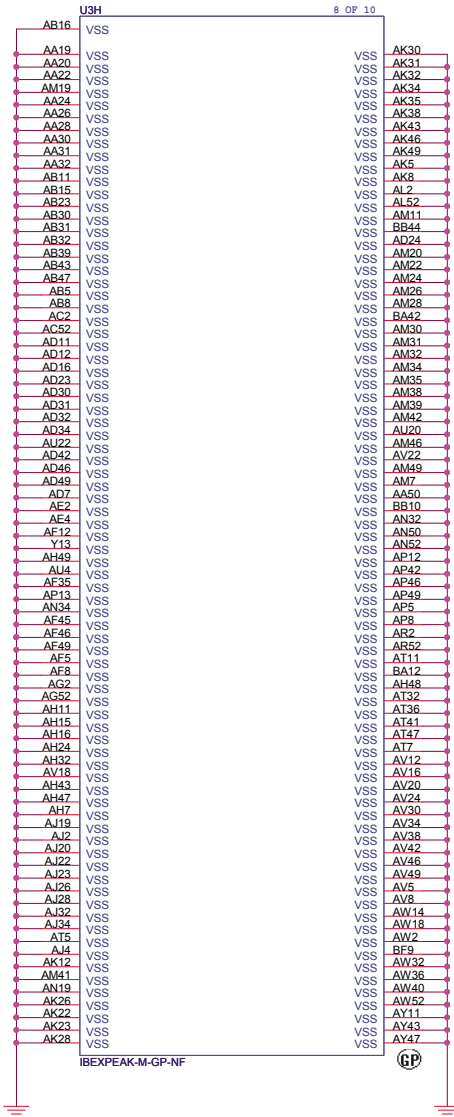 U3H 8 OF 10
AB16 VSS
AA19 VSS VSS AK30
AA20 VSS VSS AK31
AA22 VSS VSS AK32
AM19 VSS VSS AK34
AA24 VSS VSS AK35
AA26 VSS VSS AK38
AA28 VSS VSS AK43
AA30 VSS VSS AK46
AA31 VSS VSS AK49
AA32 VSS VSS AK5
AB11 VSS VSS AK8
AB15 VSS VSS AL2
AB23 VSS VSS AL52
AB30 VSS VSS AM11
AB31 VSS VSS BB44
AB32 VSS VSS AD24
AB39 VSS VSS AM20
AB43 VSS VSS AM22
AB47 VSS VSS AM24
AB5 VSS VSS AM26
AB8 VSS VSS AM28
AC2 VSS VSS BA42
AC52 VSS VSS AM30
AD11 VSS VSS AM31
AD12 VSS VSS AM32
AD16 VSS VSS AM34
AD23 VSS VSS AM35
AD30 VSS VSS AM38
AD31 VSS VSS AM39
AD32 VSS VSS AM42
AD34 VSS VSS AU20
AU22 VSS VSS AM46
AD42 VSS VSS AV22
AD46 VSS VSS AM49
AD49 VSS VSS AM7
AD7 VSS VSS AA50
AE2 VSS VSS BB10
AE4 VSS VSS AN32
AF12 VSS VSS AN50
Y13 VSS VSS AN52
AH49 VSS VSS AP12
AU4 VSS VSS AP42
AF35 VSS VSS AP46
AP13 VSS VSS AP49
AN34 VSS VSS AP5
AF45 VSS VSS AP8
AF46 VSS VSS AR2
AF49 VSS VSS AR52
AF5 VSS VSS AT11
AF8 VSS VSS BA12
AG2 VSS VSS AH48
AG52 VSS VSS AT32
AH11 VSS VSS AT36
AH15 VSS VSS AT41
AH16 VSS VSS AT47
AH24 VSS VSS AT7
AH32 VSS VSS AV12
AV18 VSS VSS AV16
AH43 VSS VSS AV20
AH47 VSS VSS AV24
AH7 VSS VSS AV30
AJ19 VSS VSS AV34
AJ2 VSS VSS AV38
AJ20 VSS VSS AV42
AJ22 VSS VSS AV46
AJ23 VSS VSS AV49
AJ26 VSS VSS AV5
AJ28 VSS VSS AV8
AJ32 VSS VSS AW14
AJ34 VSS VSS AW18
AT5 VSS VSS AW2
AJ4 VSS VSS BF9
AK12 VSS VSS AW32
AM41 VSS VSS AW36
AN19 VSS VSS AW40
AK26 VSS VSS AW52
AK22 VSS VSS AY11
AK23 VSS VSS AY43
AK28 VSS VSS AY47
IBEXPEAK-M-GP-NF GP